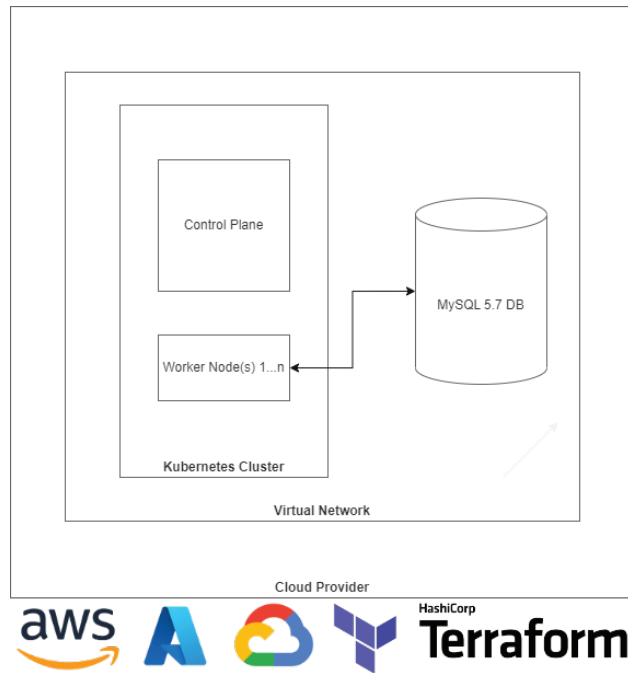 Control Plane
MySQL 5.7 DB
Worker Node(s) 1...n
Kubernetes Cluster
Virtual Network
Cloud Provider
aws
HashiCorp
Terraform